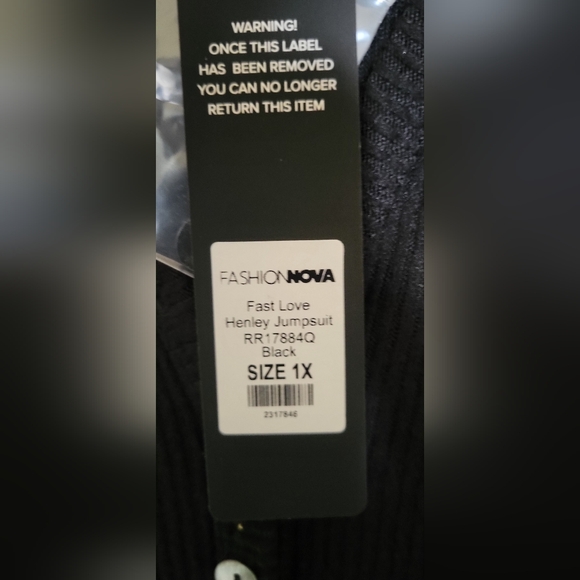 WARNING!
ONCE THIS LABEL
HAS BEEN REMOVED
YOU CAN NO LONGER
RETURN THIS ITEM
FASHIONNOVA
Fast Love
Henley Jumpsuit
RR17884Q
Black
SIZE 1X
2317846